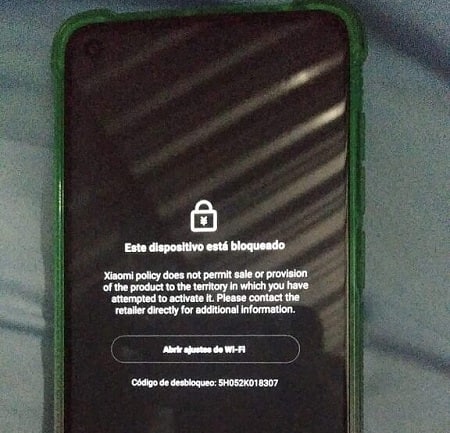 Este dispositivo está bloqueado
Xiaomi policy does not permit sale or provision
of the product to the territory in which you have
attempted to activate it. Please contact the
retailer directly for additional information.
Abrir ajustes de Wi-Fi
Código de desbloqueo: 5H052K018307